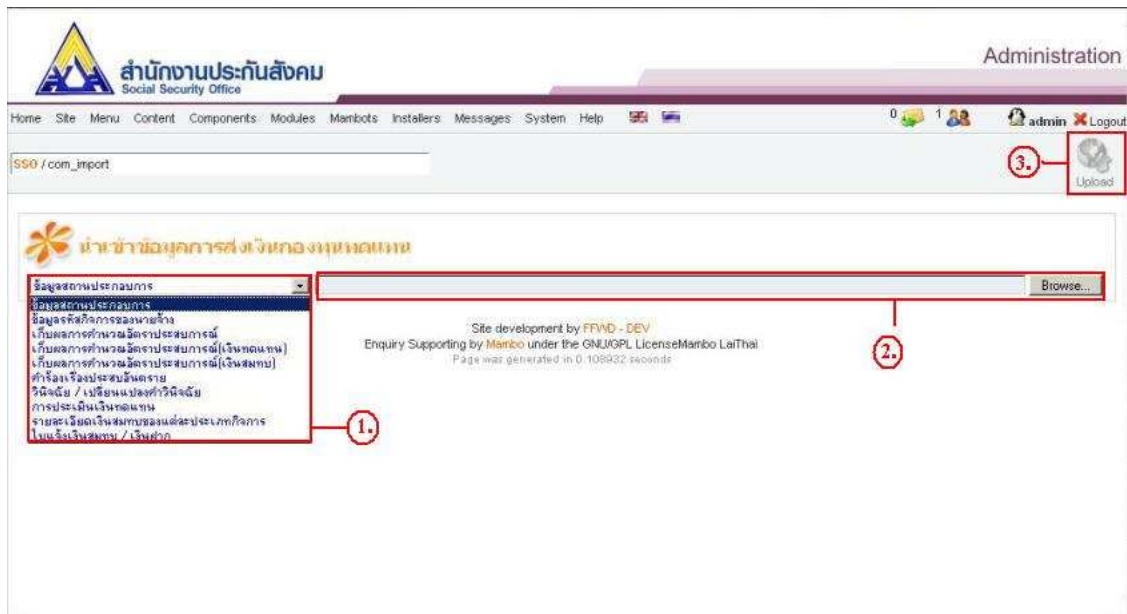 สำนักงานประกันสังคม
Social Security Office
Administration
Home Site Menu Content Components Modules Mambots Installers Messages System Help
0 1 admin Logout
SSO / com_import
3.
Upload
นำเข้าข้อมูลการส่งเงินกองทุนทดแทน
ข้อมูลสถานประกอบการ
Browse...
ข้อมูลสถานประกอบการ
ข้อมูลรหัสกิจการของนายจ้าง
เก็บผลการคำนวณอัตราประสบการณ์
เก็บผลการคำนวณอัตราประสบการณ์(เงินทดแทน)
เก็บผลการคำนวณอัตราประสบการณ์(เงินสมทบ)
คำร้องเรื่องประสบอันตราย
วินิจฉัย / เปลี่ยนแปลงคำวินิจฉัย
การประเมินเงินทดแทน
รายละเอียดเงินสมทบของแต่ละประเภทกิจการ
ใบแจ้งเงินสมทบ / เงินฝาก
1.
Site development by FFWD - DEV
Enquiry Supporting by Mambo under the GNU/GPL LicenseMambo LaiThai
Page was generated in 0.108932 seconds
2.